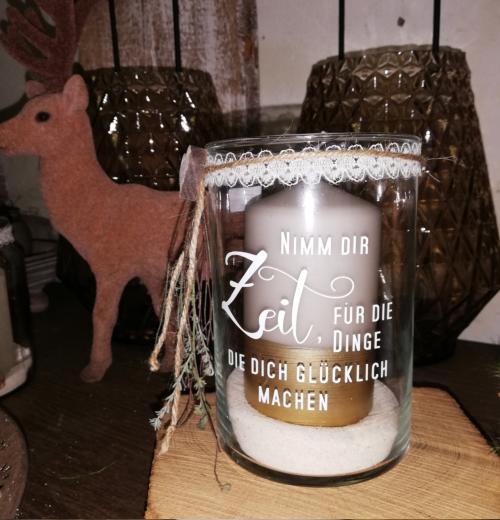 NIMM DIR
Zeit, FÜR DIE
DINGE
DIE DICH GLÜCKLICH
MACHEN